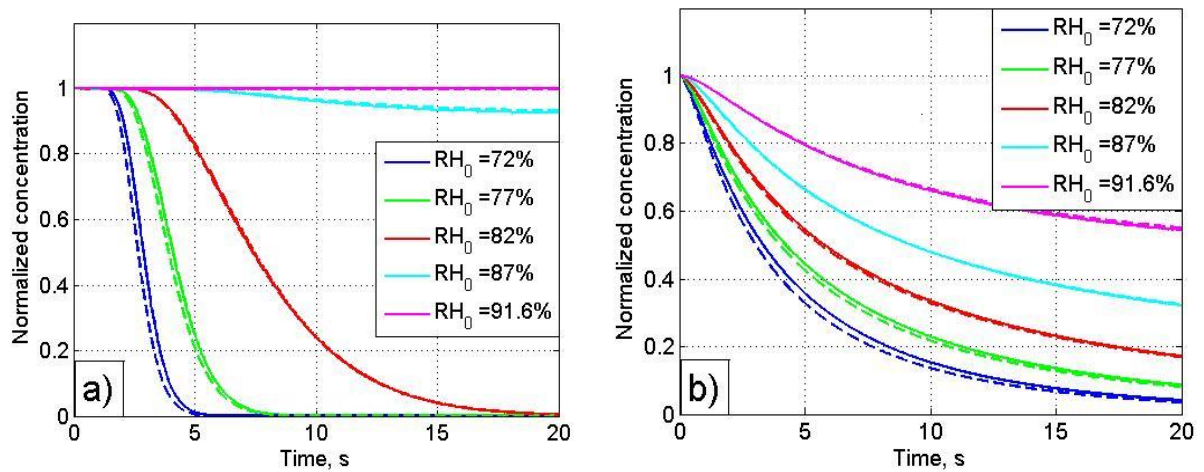 1
0.8
0.6
0.4
0.2
0
Normalized concentration
0
5
10
15
20
Time, s
RH0 =72%
RH0 =77%
RH0 =82%
RH0 =87%
RH0 =91.6%
a)
1
0.8
0.6
0.4
0.2
0
Normalized concentration
0
5
10
15
20
Time, s
RH0 =72%
RH0 =77%
RH0 =82%
RH0 =87%
RH0 =91.6%
b)